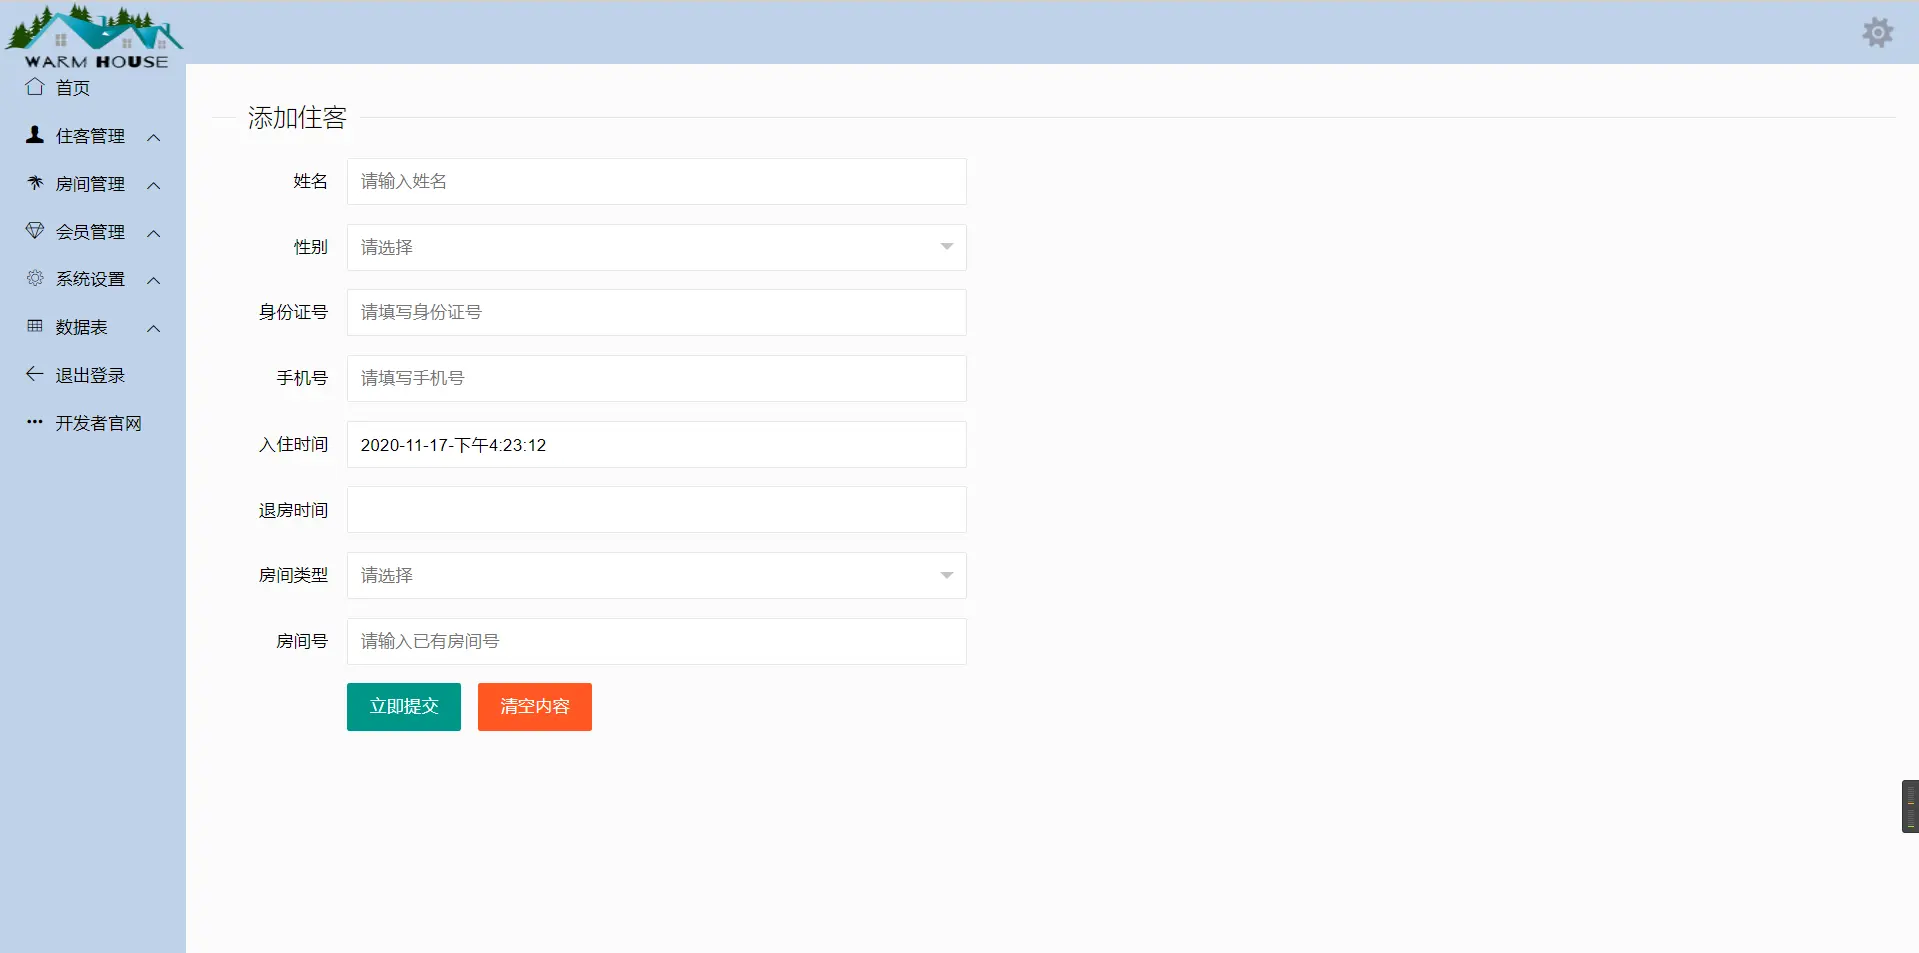 WARM HOUSE
首页
住客管理
房间管理
会员管理
系统设置
数据表
退出登录
开发者官网
添加住客
姓名 请输入姓名
性别 请选择
身份证号 请填写身份证号
手机号 请填写手机号
入住时间 2020-11-17-下午4:23:12
退房时间
房间类型 请选择
房间号 请输入已有房间号
立即提交 清空内容